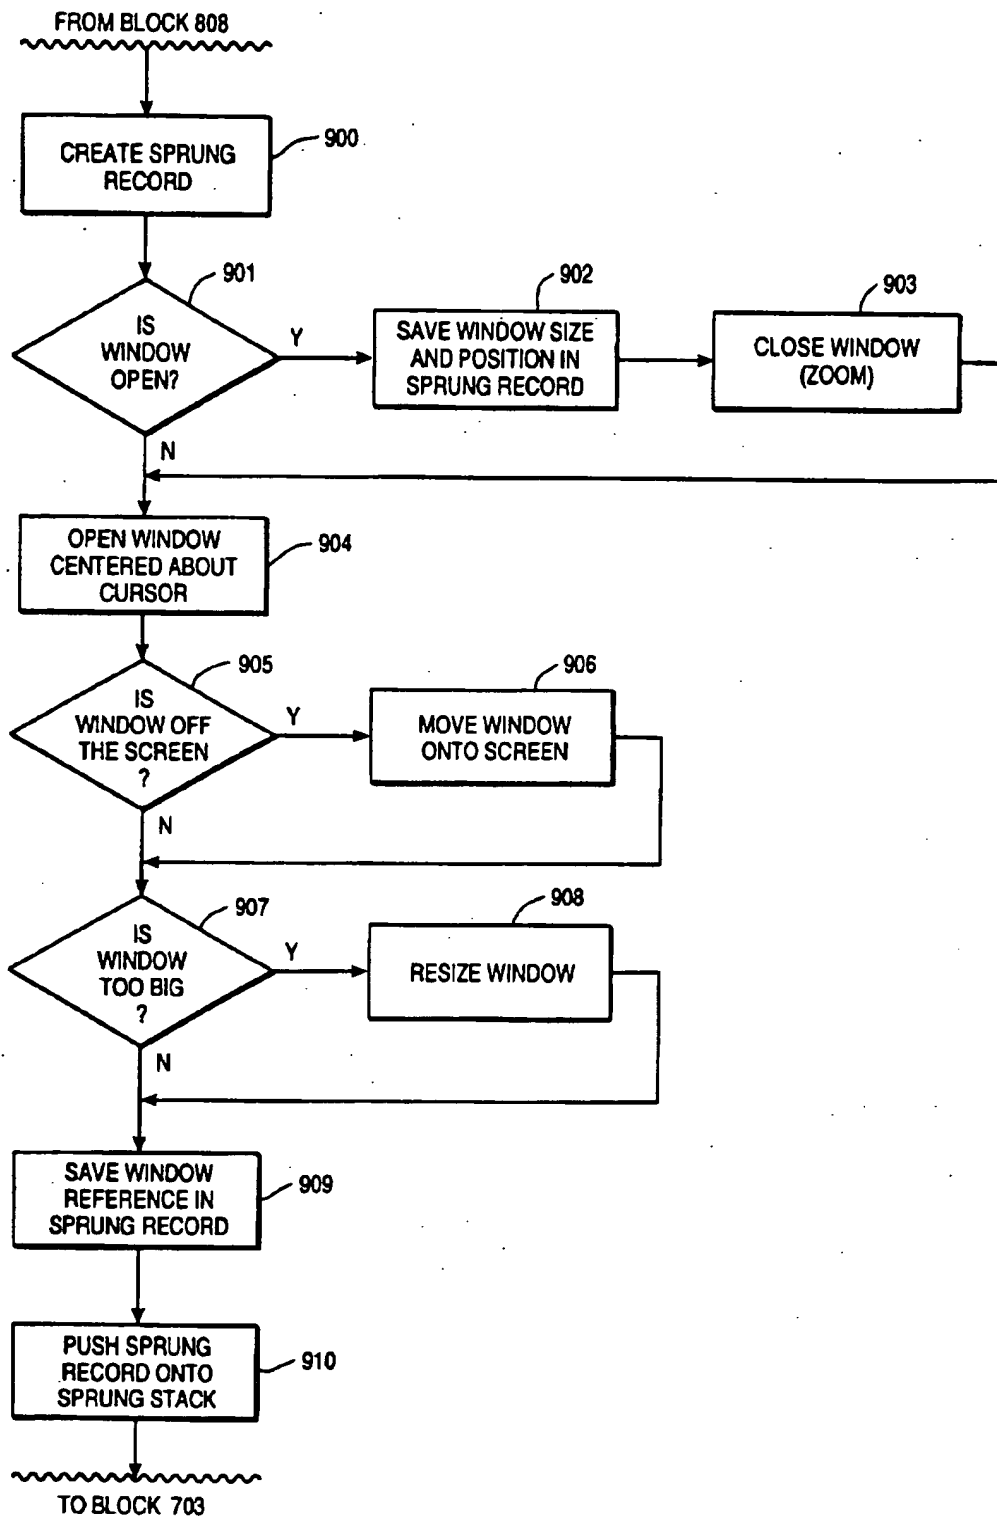 FROM BLOCK 808
CREATE SPRUNG
RECORD
900
IS
WINDOW
OPEN?
901
Y
N
SAVE WINDOW SIZE
AND POSITION IN
SPRUNG RECORD
902
CLOSE WINDOW
(ZOOM)
903
OPEN WINDOW
CENTERED ABOUT
CURSOR
904
IS
WINDOW OFF
THE SCREEN
?
905
Y
N
MOVE WINDOW
ONTO SCREEN
906
IS
WINDOW
TOO BIG
?
907
Y
N
RESIZE WINDOW
908
SAVE WINDOW
REFERENCE IN
SPRUNG RECORD
909
PUSH SPRUNG
RECORD ONTO
SPRUNG STACK
910
TO BLOCK 703